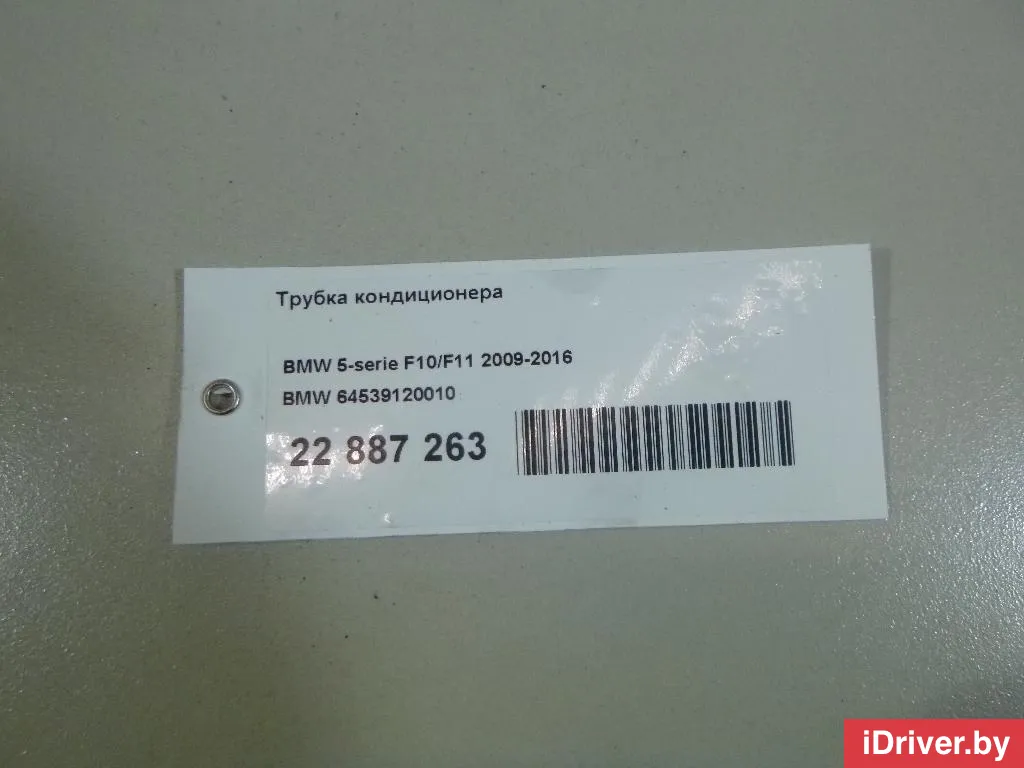 Трубка кондиционера
BMW 5-serie F10/F11 2009-2016
BMW 64539120010
22 887 263
iDriver.by